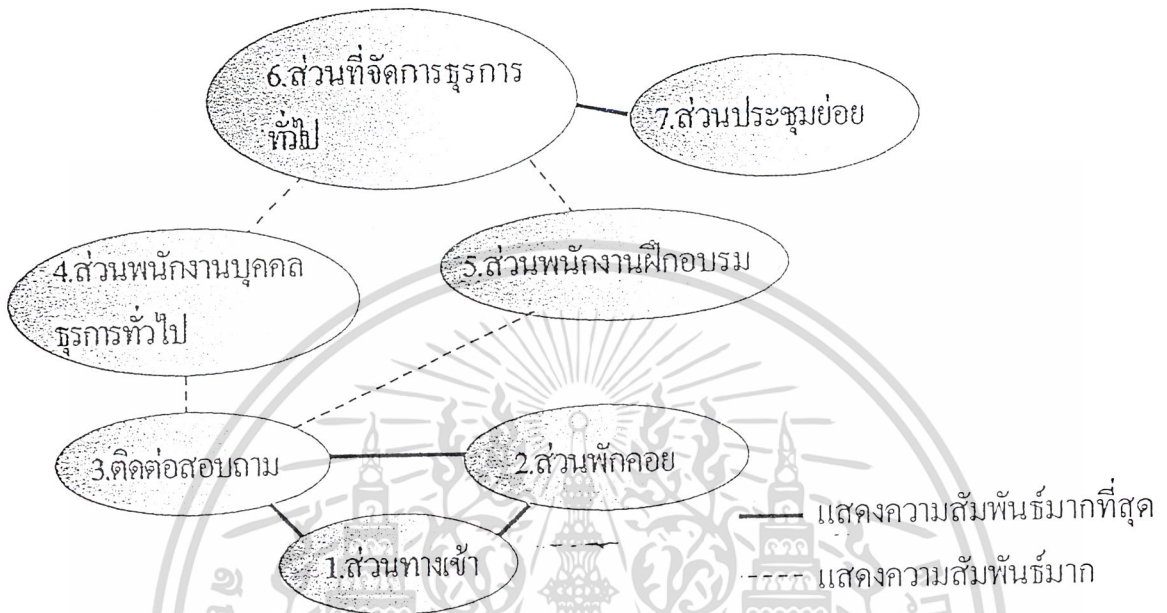 6.ส่วนที่จัดการธุรการ
ทั่วไป
7.ส่วนประชุมย่อย
4.ส่วนพนักงานบุคคล
ธุรการทั่วไป
5.ส่วนพนักงานฝึกอบรม
3.ติดต่อสอบถาม
2.ส่วนพักคอย
1.ส่วนทางเข้า
แสดงความสัมพันธ์มากที่สุด
แสดงความสัมพันธ์มาก